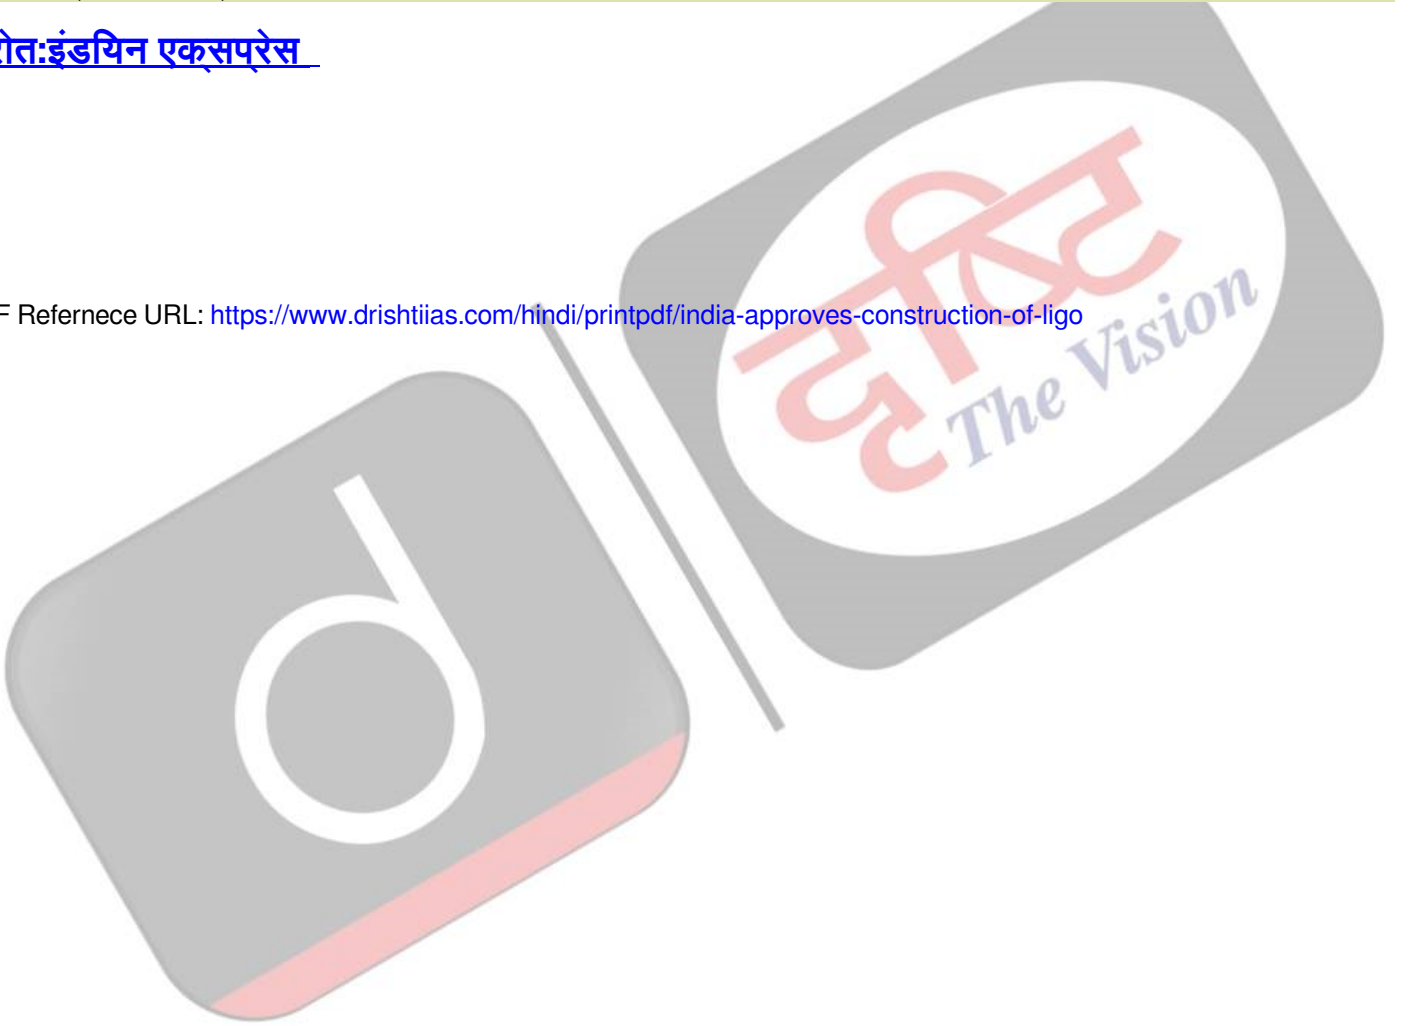 रोत:इंडियन एक्सप्रेस
F Refernece URL: https://www.drishtiias.com/hindi/printpdf/india-approves-construction-of-ligo
दृष्टि
The Vision
d